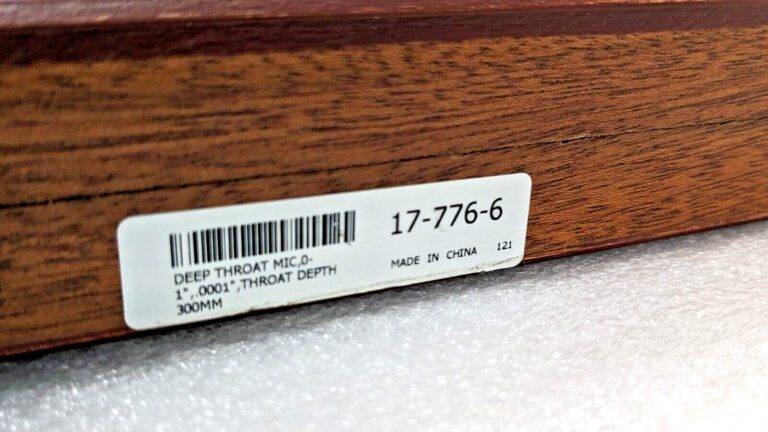 17-776-6
DEEP THROAT MIC,0-
1",.0001",THROAT DEPTH
300MM
MADE IN CHINA 121